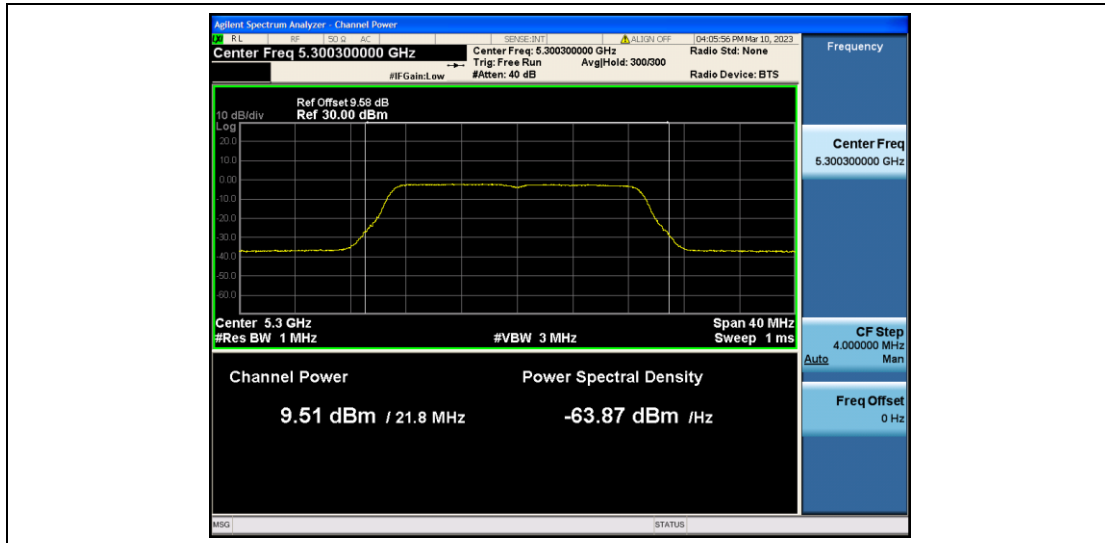 Agilent Spectrum Analyzer - Channel Power
RL RF 50 Ω AC SENSE:INT ALIGN OFF 04:05:56 PM Mar 10, 2023
Center Freq 5.300300000 GHz
Center Freq: 5.300300000 GHz
Radio Std: None
Trig: Free Run Avg|Hold: 300/300
#IFGain:Low #Atten: 40 dB Radio Device: BTS
Ref Offset 9.58 dB
10 dB/div Ref 30.00 dBm
Log
20.0
10.0
0.00
-10.0
-20.0
-30.0
-40.0
-50.0
-60.0
Center 5.3 GHz Span 40 MHz
#Res BW 1 MHz #VBW 3 MHz Sweep 1 ms
Channel Power Power Spectral Density
9.51 dBm / 21.8 MHz -63.87 dBm /Hz
MSG STATUS
Frequency
Center Freq
5.300300000 GHz
CF Step
4.000000 MHz
Auto Man
Freq Offset
0 Hz